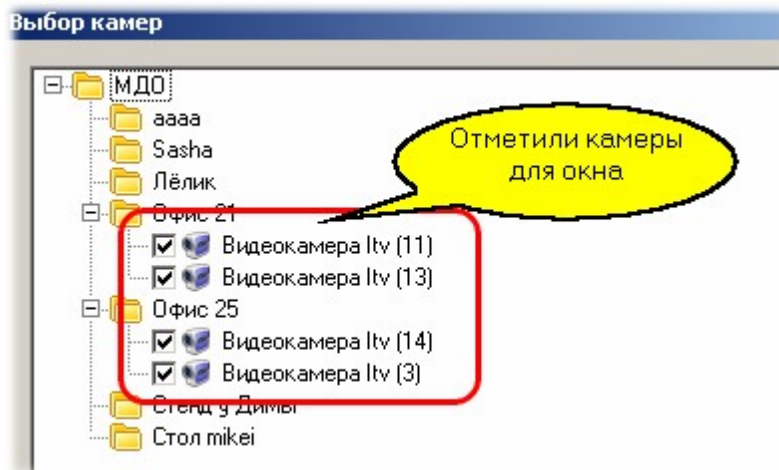 Выбор камер
МДО
аааа
Sasha
Лёлик
Офис 21
Видеокамера Itv (11)
Видеокамера Itv (13)
Офис 25
Видеокамера Itv (14)
Видеокамера Itv (3)
Стенд у Димы
Стол mikei
Отметили камеры
для окна